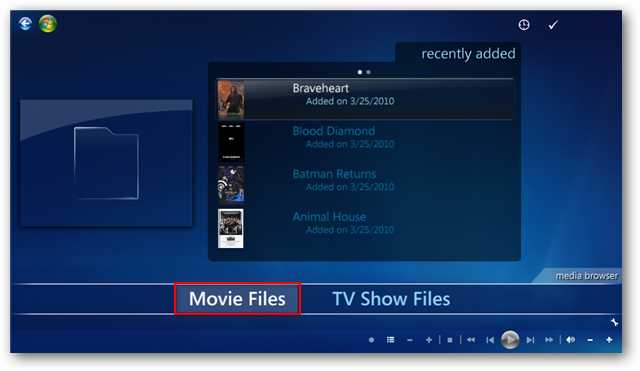 recently added
Braveheart
Added on 3/25/2010
Blood Diamond
Added on 3/25/2010
Batman Returns
Added on 3/25/2010
Animal House
Added on 3/25/2010
media browser
Movie Files TV Show Files